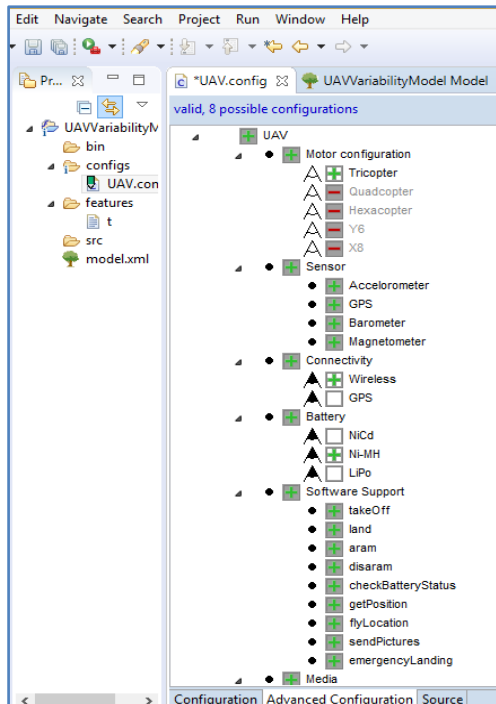 Edit Navigate Search Project Run Window Help
Pr...
*UAV.config
UAVVariabilityModel Model
valid, 8 possible configurations
UAVVariabilityM
bin
configs
UAV.con
features
t
src
model.xml
UAV
Motor configuration
Tricopter
Quadcopter
Hexacopter
Y6
X8
Sensor
Accelorometer
GPS
Barometer
Magnetometer
Connectivity
Wireless
GPS
Battery
NiCd
Ni-MH
LiPo
Software Support
takeOff
land
aram
disaram
checkBatteryStatus
getPosition
flyLocation
sendPictures
emergencyLanding
Media
Configuration Advanced Configuration Source